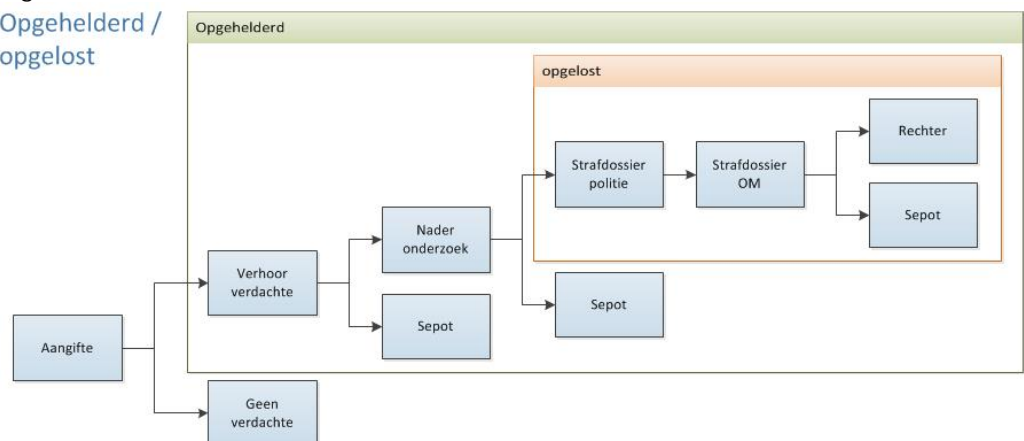 Opgehelderd /
opgelost
Opgehelderd
opgelost
Rechter
Strafdossier
politie
Strafdossier
OM
Sepot
Nader
onderzoek
Verhoor
verdachte
Sepot
Sepot
Aangifte
Geen
verdachte